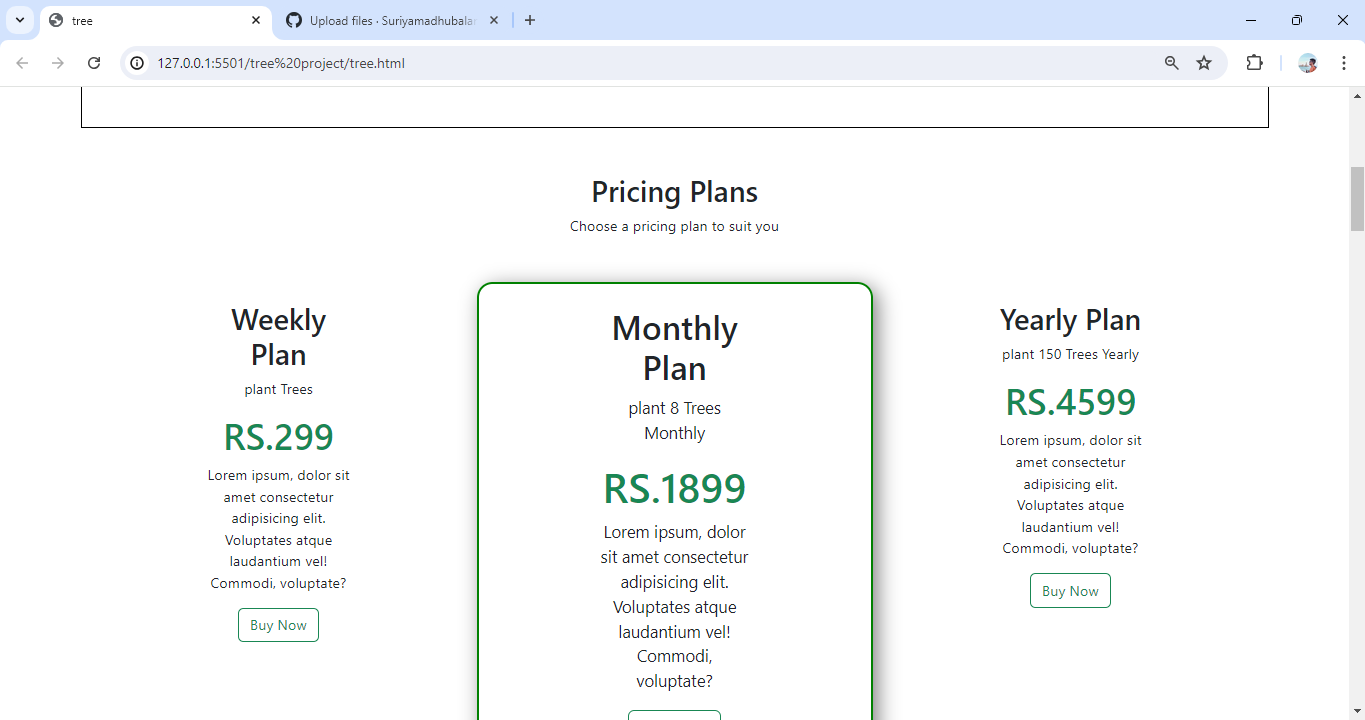 tree
Upload files · Suriyamadhubala
127.0.0.1:5501/tree%20project/tree.html
Pricing Plans
Choose a pricing plan to suit you
Weekly
Plan
plant Trees
RS.299
Lorem ipsum, dolor sit
amet consectetur
adipisicing elit.
Voluptates atque
laudantium vel!
Commodi, voluptate?
Buy Now
Monthly
Plan
plant 8 Trees
Monthly
RS.1899
Lorem ipsum, dolor
sit amet consectetur
adipisicing elit.
Voluptates atque
laudantium vel!
Commodi,
voluptate?
Yearly Plan
plant 150 Trees Yearly
RS.4599
Lorem ipsum, dolor sit
amet consectetur
adipisicing elit.
Voluptates atque
laudantium vel!
Commodi, voluptate?
Buy Now